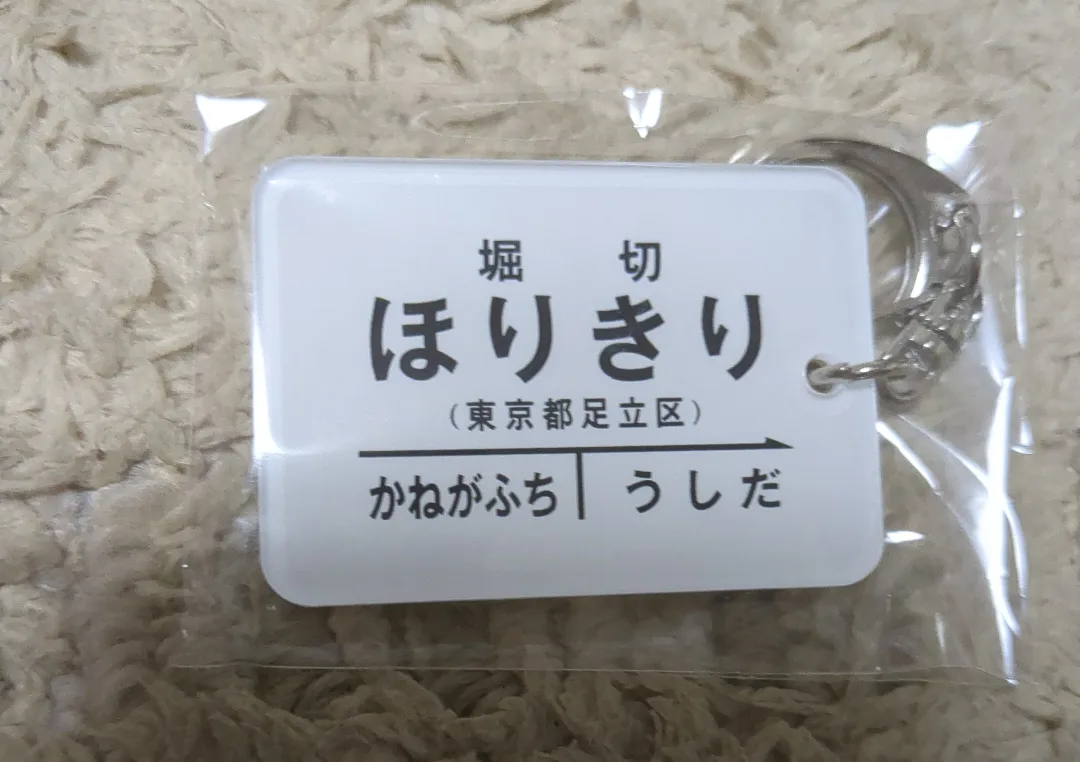 堀切
ほりきり
(東京都足立区)
かねがふち うしだ